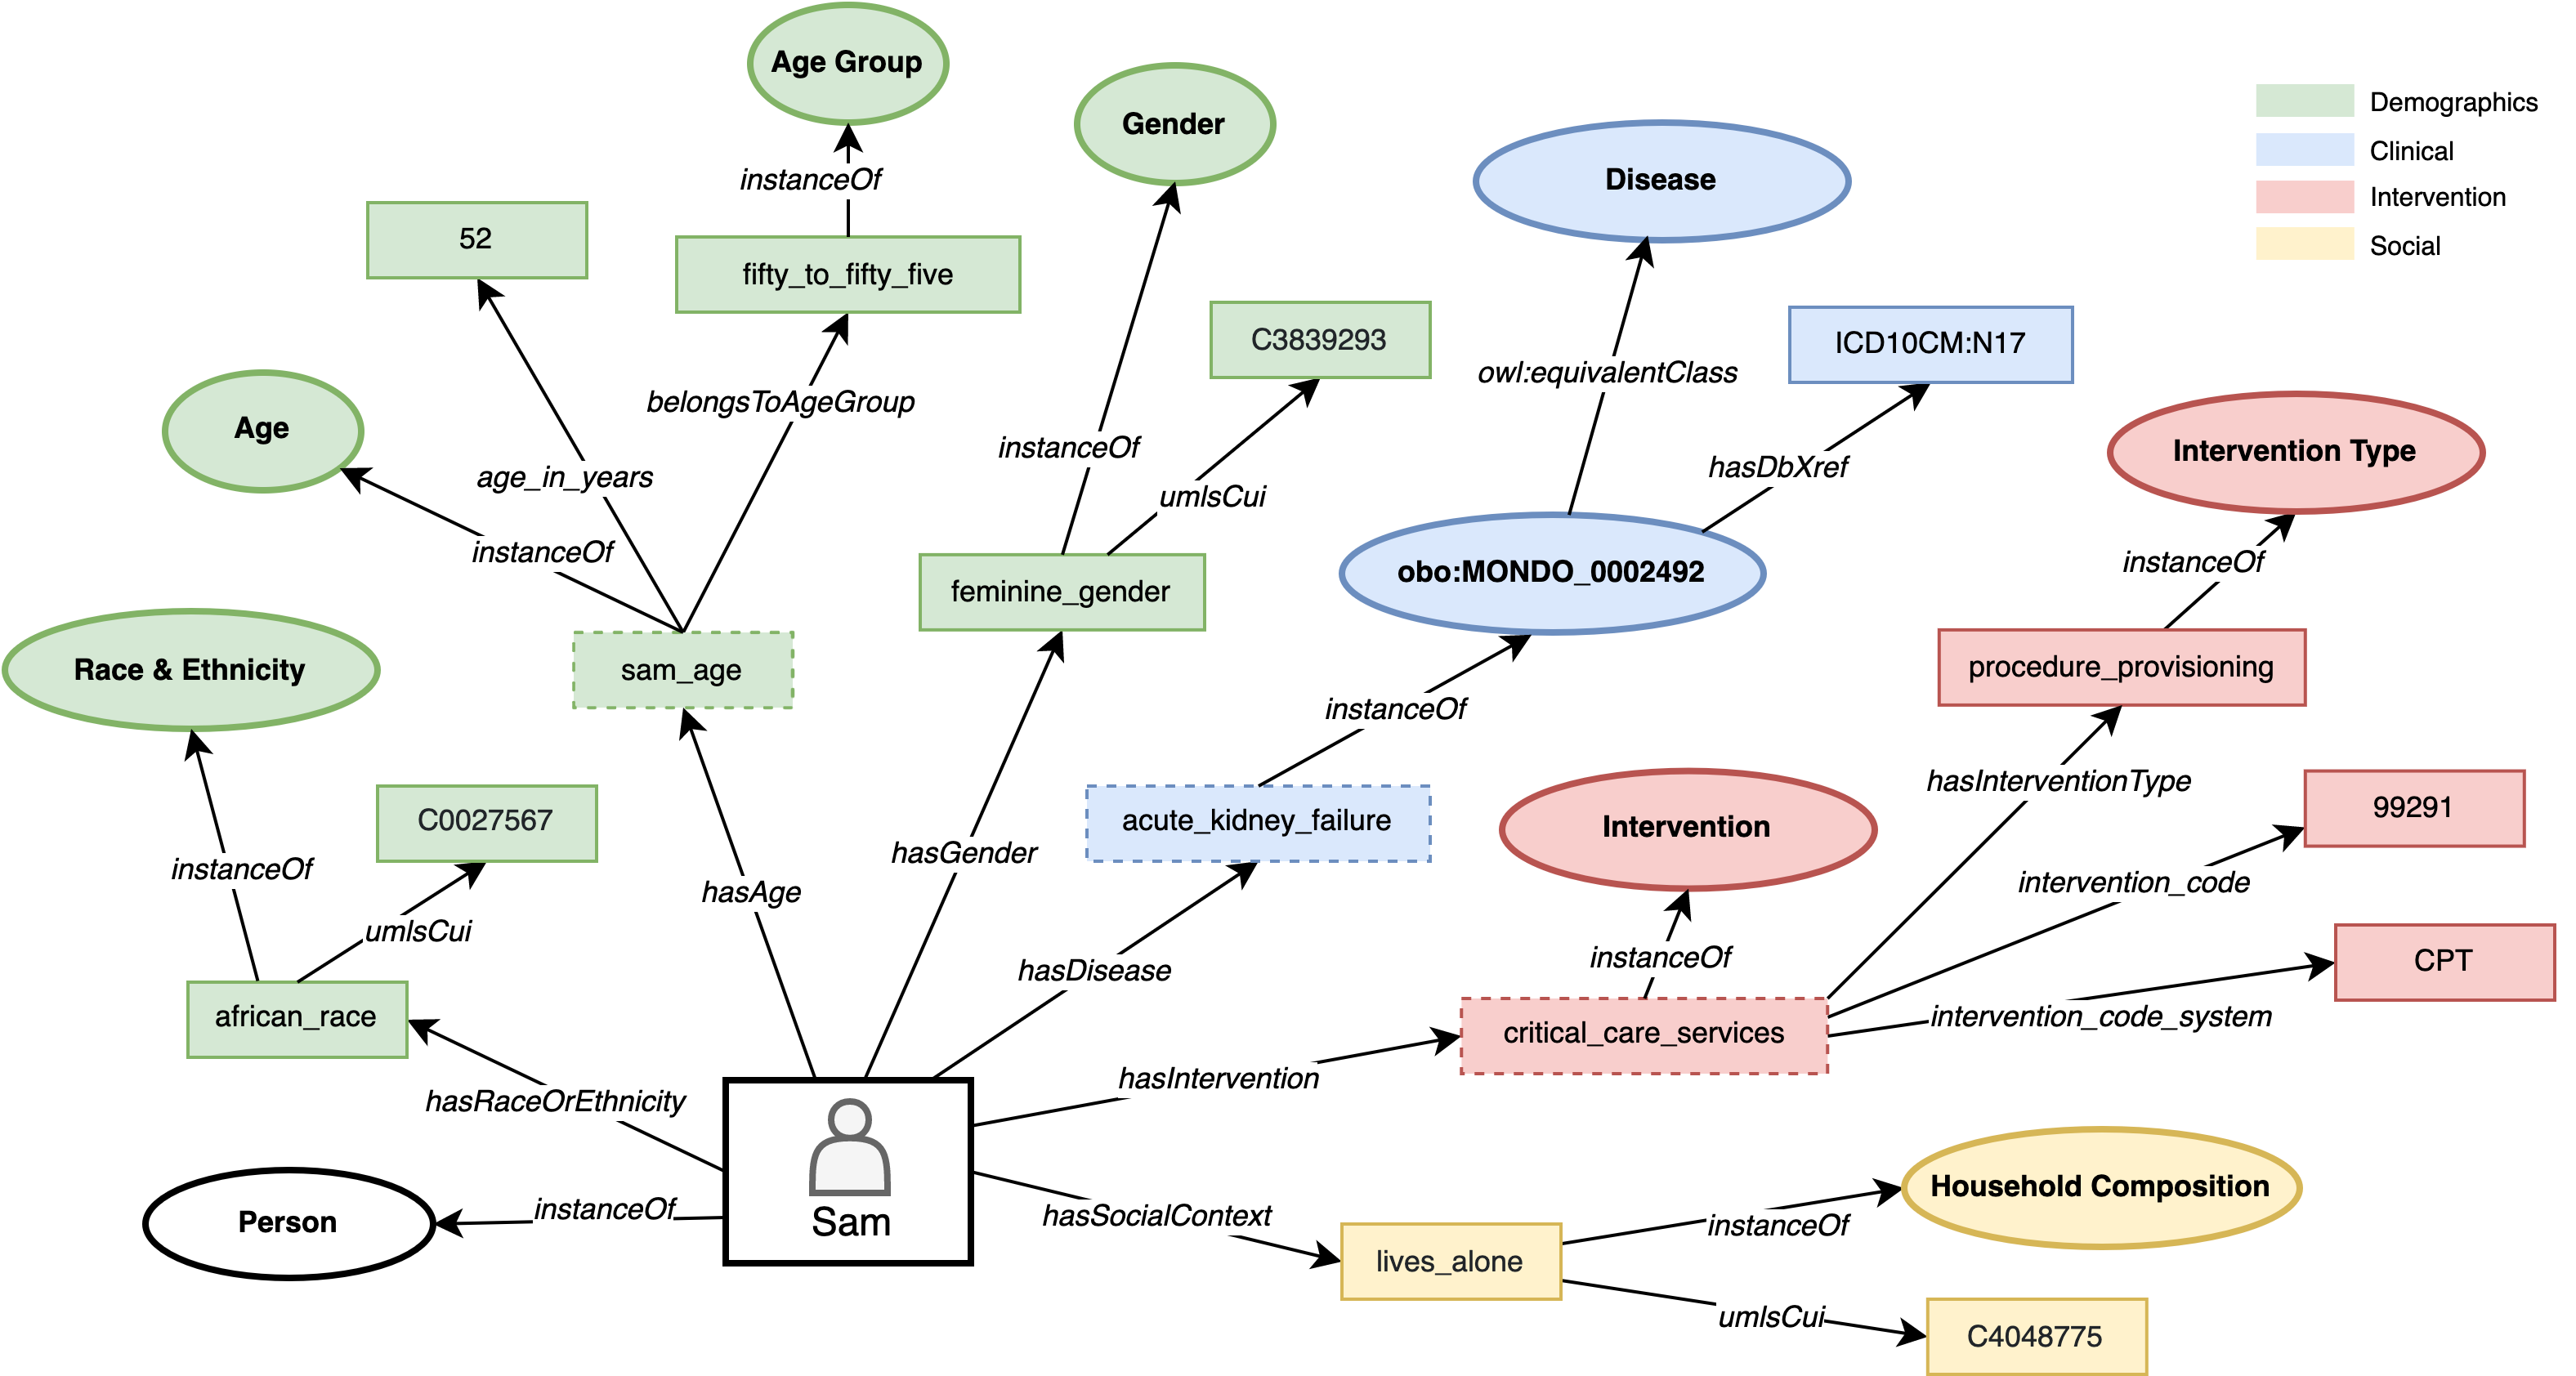 Age Group
Gender
Demographics
Clinical
Intervention
Social
instanceOf
Disease
52
fifty_to_fifty_five
C3839293
ICD10CM:N17
owl:equivalentClass
belongsToAgeGroup
Age
instanceOf
Intervention Type
age_in_years
umlsCui
hasDbXref
instanceOf
instanceOf
feminine_gender
obo:MONDO_0002492
Race & Ethnicity
sam_age
procedure_provisioning
instanceOf
hasInterventionType
C0027567
acute_kidney_failure
Intervention
99291
instanceOf
hasGender
hasAge
intervention_code
umlsCui
hasDisease
instanceOf
CPT
african_race
critical_care_services
intervention_code_system
hasRaceOrEthnicity
hasIntervention
Household Composition
Person
instanceOf
Sam
hasSocialContext
instanceOf
lives_alone
umlsCui
C4048775